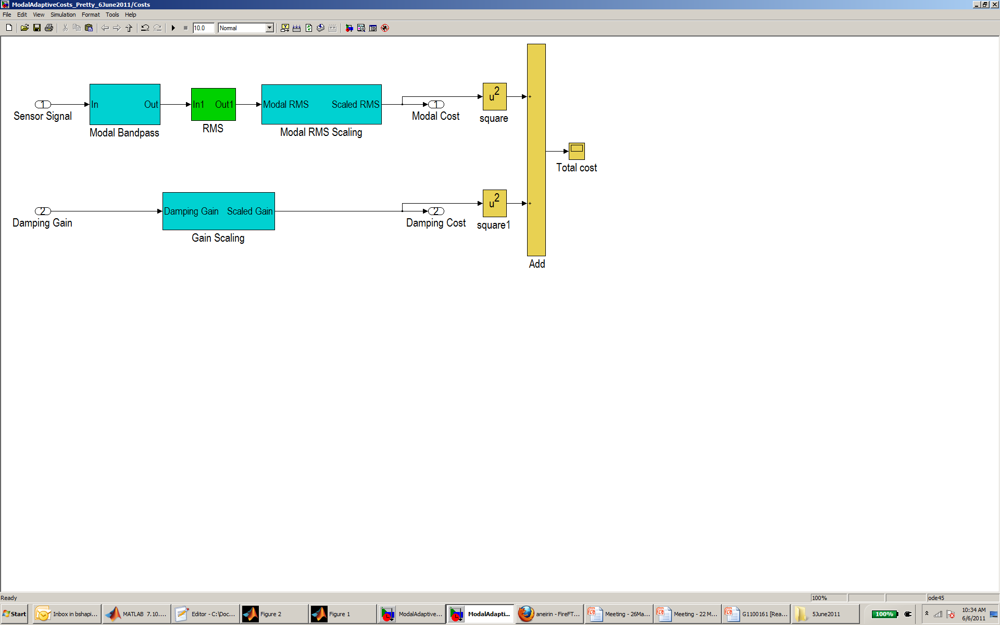 ModalAdaptiveCosts_Pretty_6June2011/Costs
File Edit View Simulation Format Tools Help
10.0 Normal
1
Sensor Signal
In Out
Modal Bandpass
In1 Out1
RMS
Modal RMS Scaled RMS
Modal RMS Scaling
1
Modal Cost
u2
square
+
Total cost
2
Damping Gain
Damping Gain Scaled Gain
Gain Scaling
2
Damping Cost
u2
square1
+
Add
Ready 100% ode45
Start Inbox in bshapi... MATLAB 7.10.... Editor - C:\Doc... Figure 2 Figure 1 ModalAdaptive... ModalAdapti... aneirin - FireFT... Meeting - 26Ma... Meeting - 22 M... G1100161 [Rea... 5June2011 100% 10:34 AM
6/6/2011